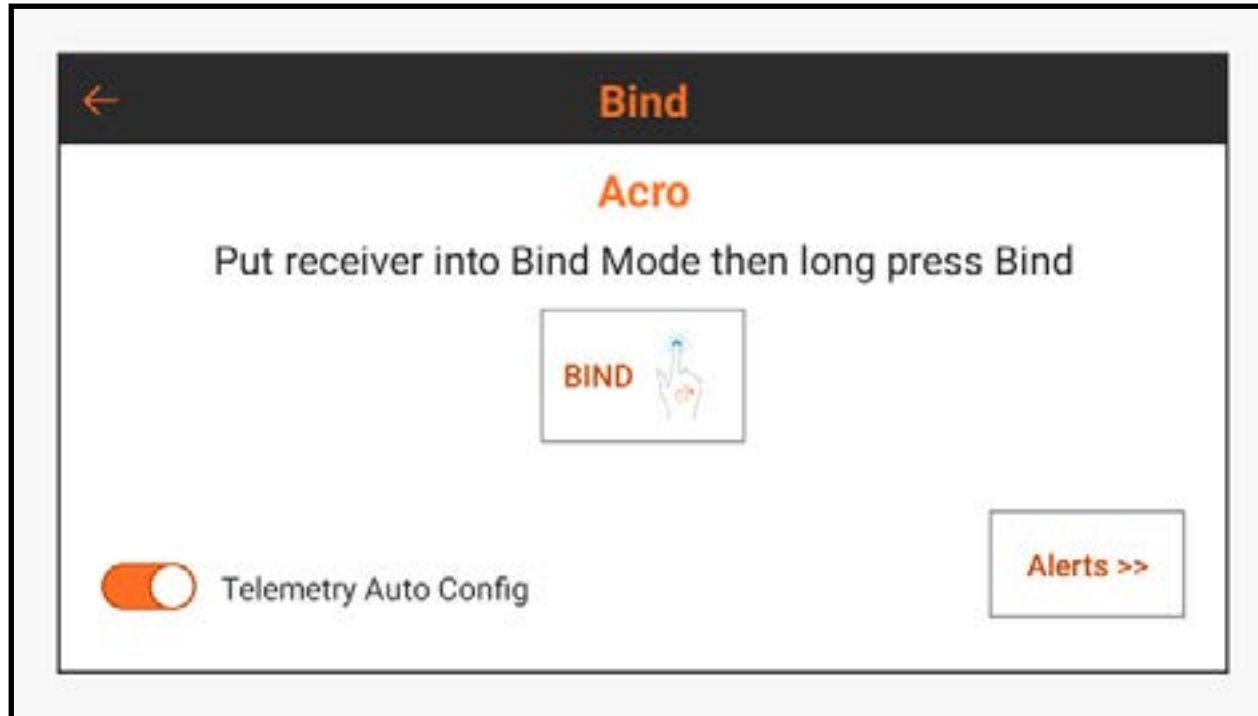 Bind
Acro
Put receiver into Bind Mode then long press Bind
BIND
Telemetry Auto Config
Alerts >>